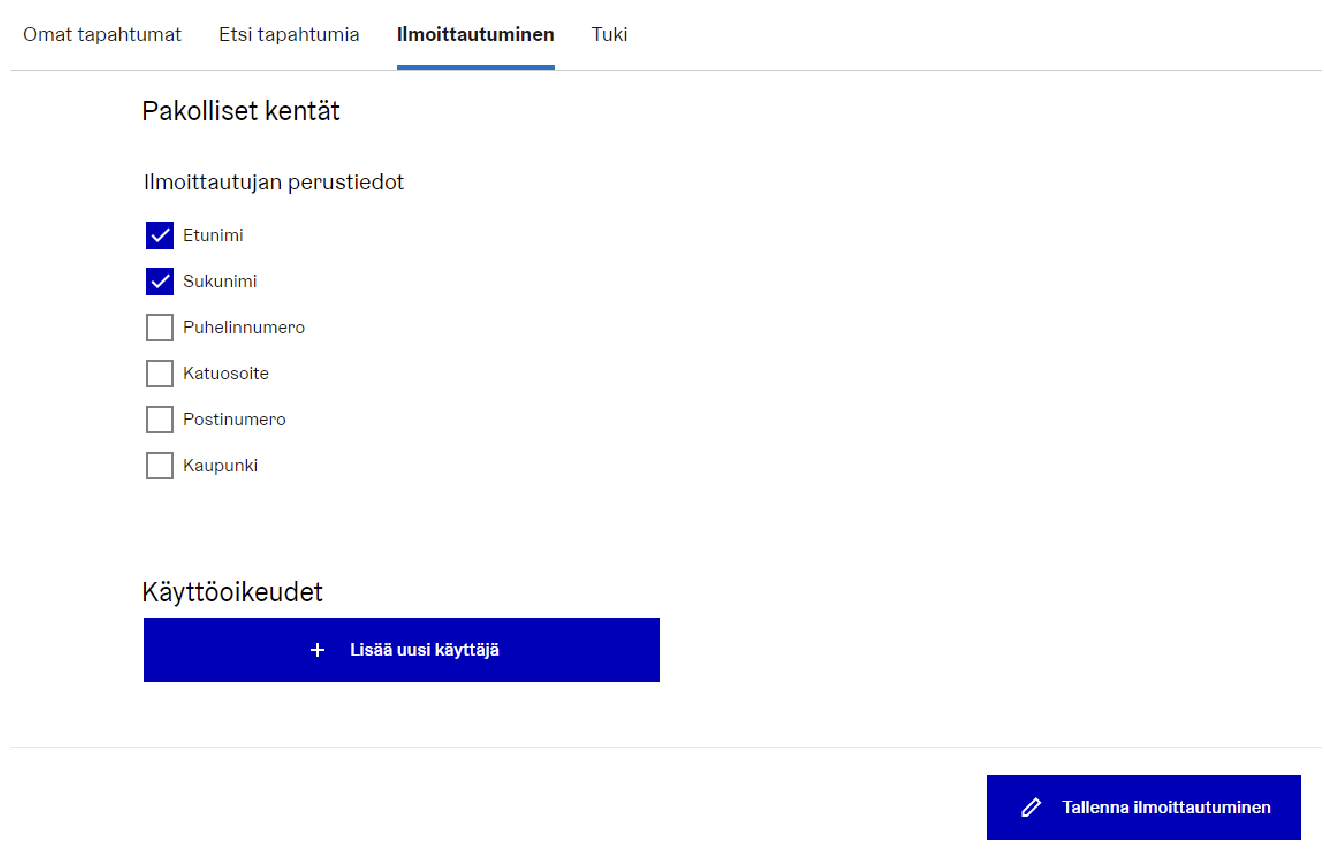 Omat tapahtumat Etsi tapahtumia Ilmoittautuminen Tuki
Pakolliset kentät
Ilmoittautujan perustiedot
Etunimi
Sukunimi
Puhelinnumero
Katuosoite
Postinumero
Kaupunki
Käyttöoikeudet
+ Lisää uusi käyttäjä
Tallenna ilmoittautuminen